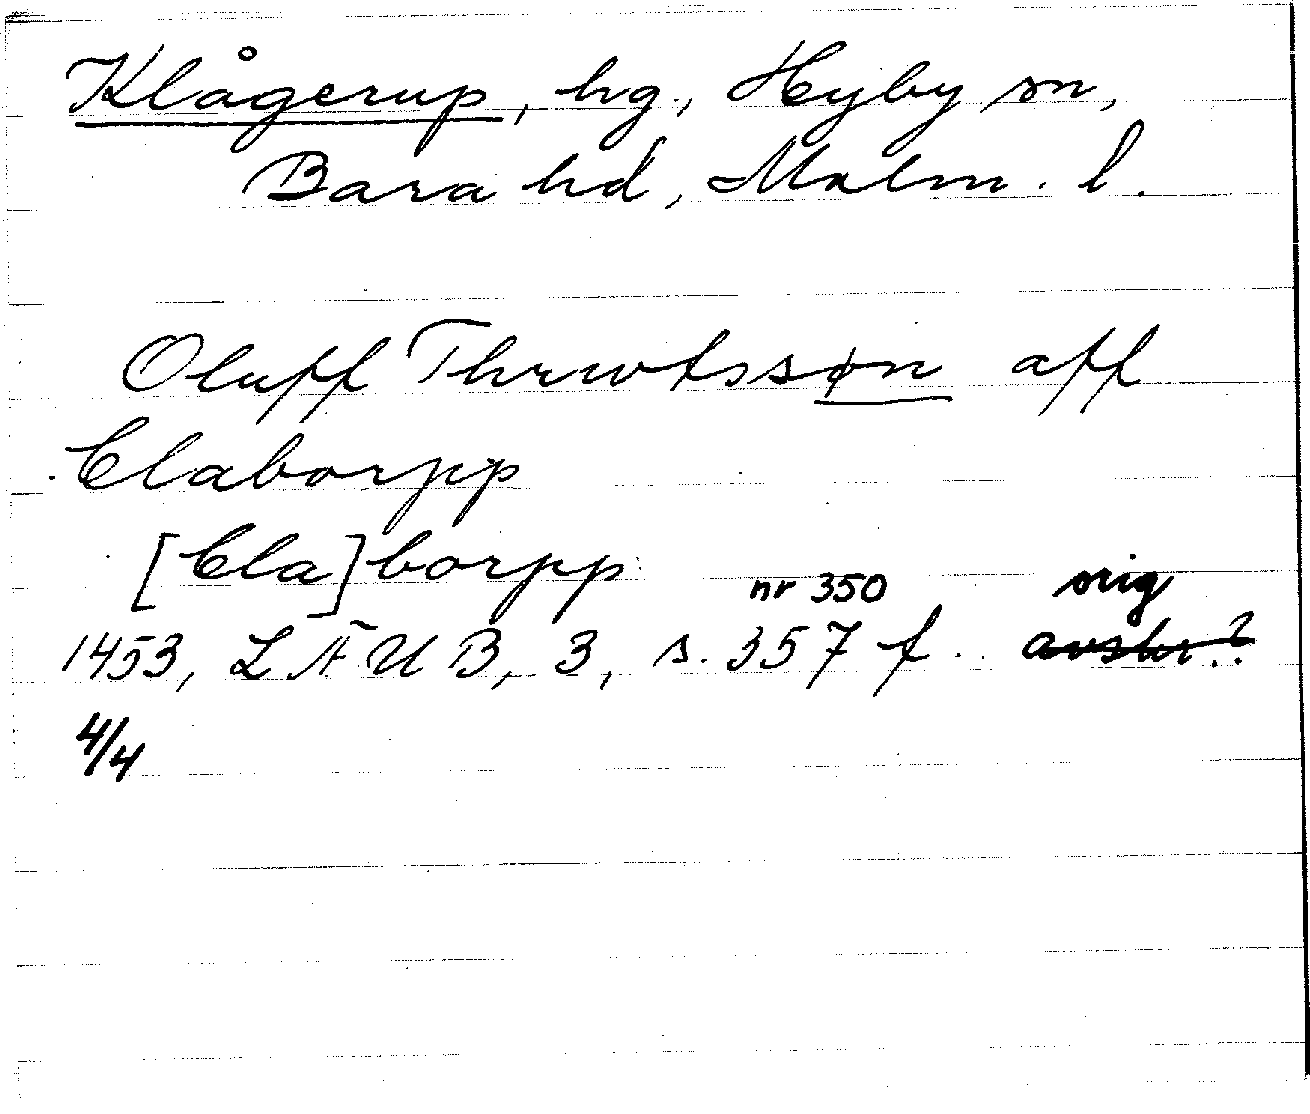 Klågerup, hg., Hyby sn,
Bara hd, Malm. l.
Oluff Thrwtssøn aff
Claborpp
[Cla]borpp
nr 350 orig
1453, LÄUB, 3, s. 357 f. avskr.?
4/4